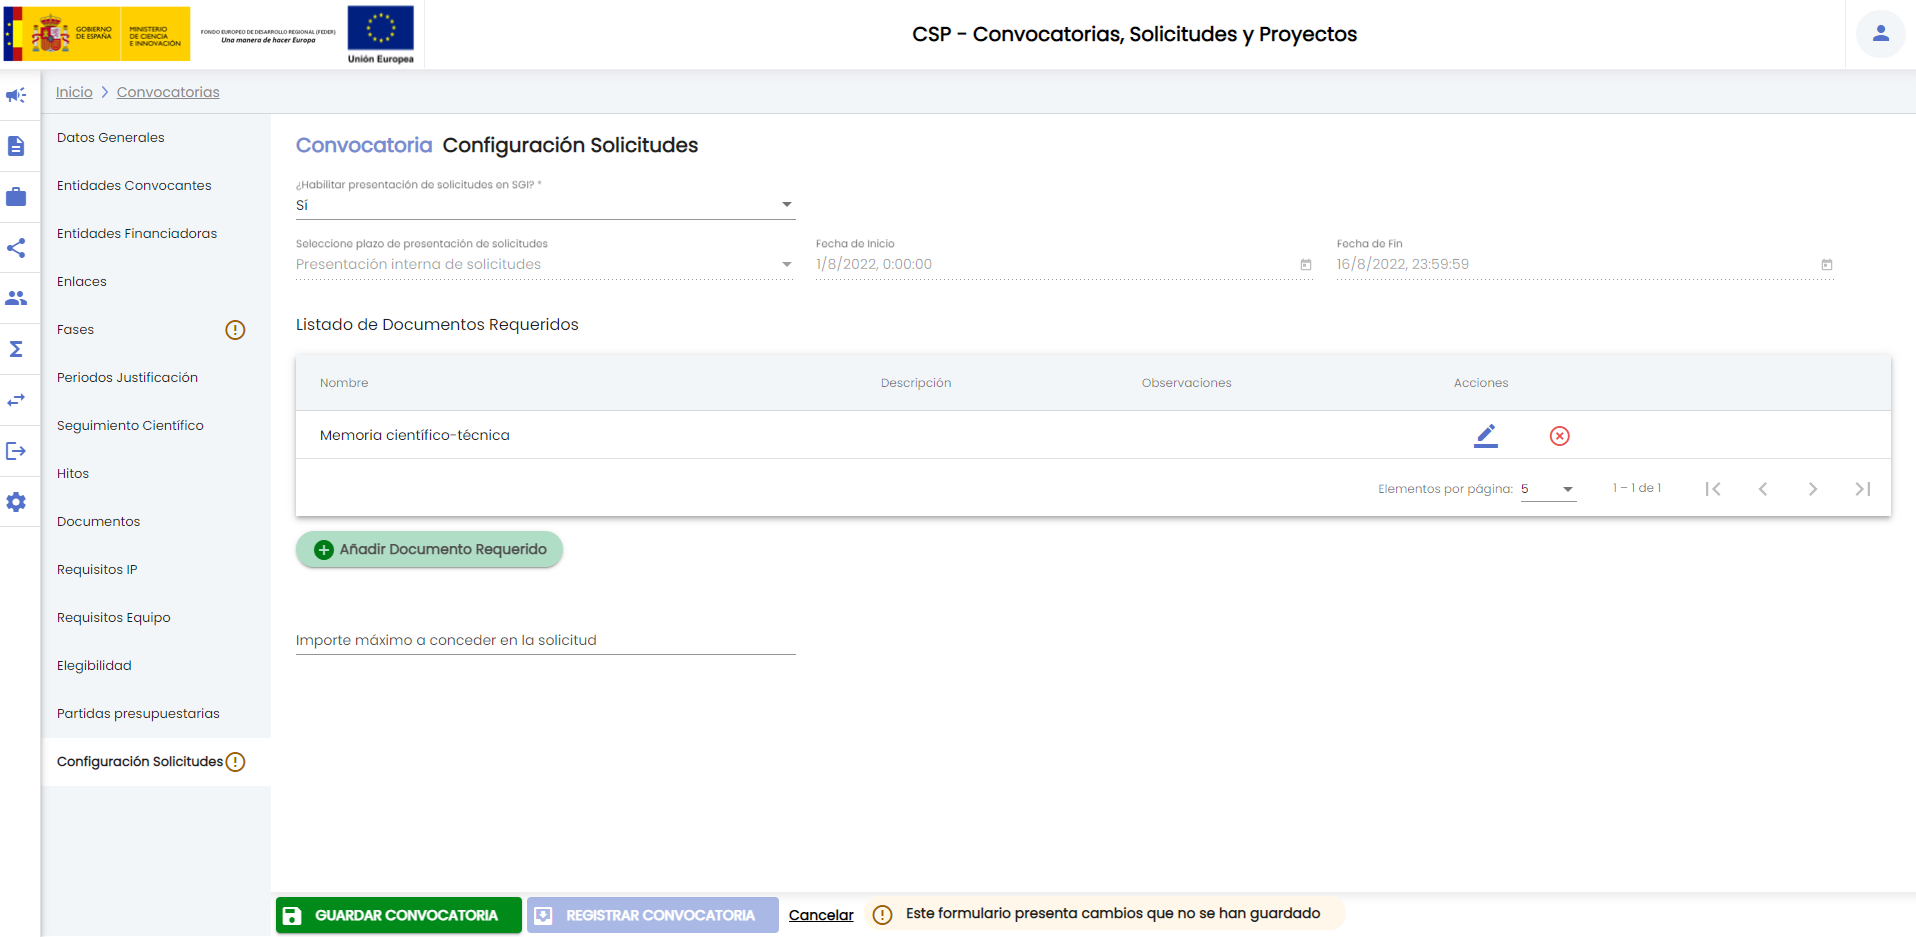 GOBIERNO
DE ESPAÑA
MINISTERIO
DE CIENCIA
E INNOVACIÓN
FONDO EUROPEO DE DESARROLLO REGIONAL (FEDER)
Una manera de hacer Europa
Unión Europea
CSP - Convocatorias, Solicitudes y Proyectos
Inicio > Convocatorias
Datos Generales
Entidades Convocantes
Entidades Financiadoras
Enlaces
Fases
Periodos Justificación
Seguimiento Científico
Hitos
Documentos
Requisitos IP
Requisitos Equipo
Elegibilidad
Partidas presupuestarias
Configuración Solicitudes
Convocatoria Configuración Solicitudes
¿Habilitar presentación de solicitudes en SGI? *
Sí
Seleccione plazo de presentación de solicitudes
Presentación interna de solicitudes
Fecha de Inicio
1/8/2022, 0:00:00
Fecha de Fin
16/8/2022, 23:59:59
Listado de Documentos Requeridos
Nombre Descripción Observaciones Acciones
Memoria científico-técnica
Elementos por página: 5 1 – 1 de 1
Añadir Documento Requerido
Importe máximo a conceder en la solicitud
GUARDAR CONVOCATORIA REGISTRAR CONVOCATORIA Cancelar Este formulario presenta cambios que no se han guardado